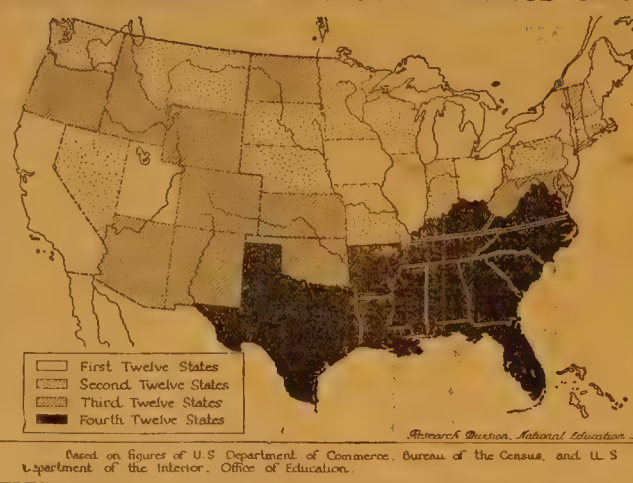 First Twelve States
Second Twelve States
Third Twelve States
Fourth Twelve States
Research Division, National Education
Based on figures of U.S Department of Commerce, Bureau of the Census, and U.S
Department of the Interior, Office of Education.